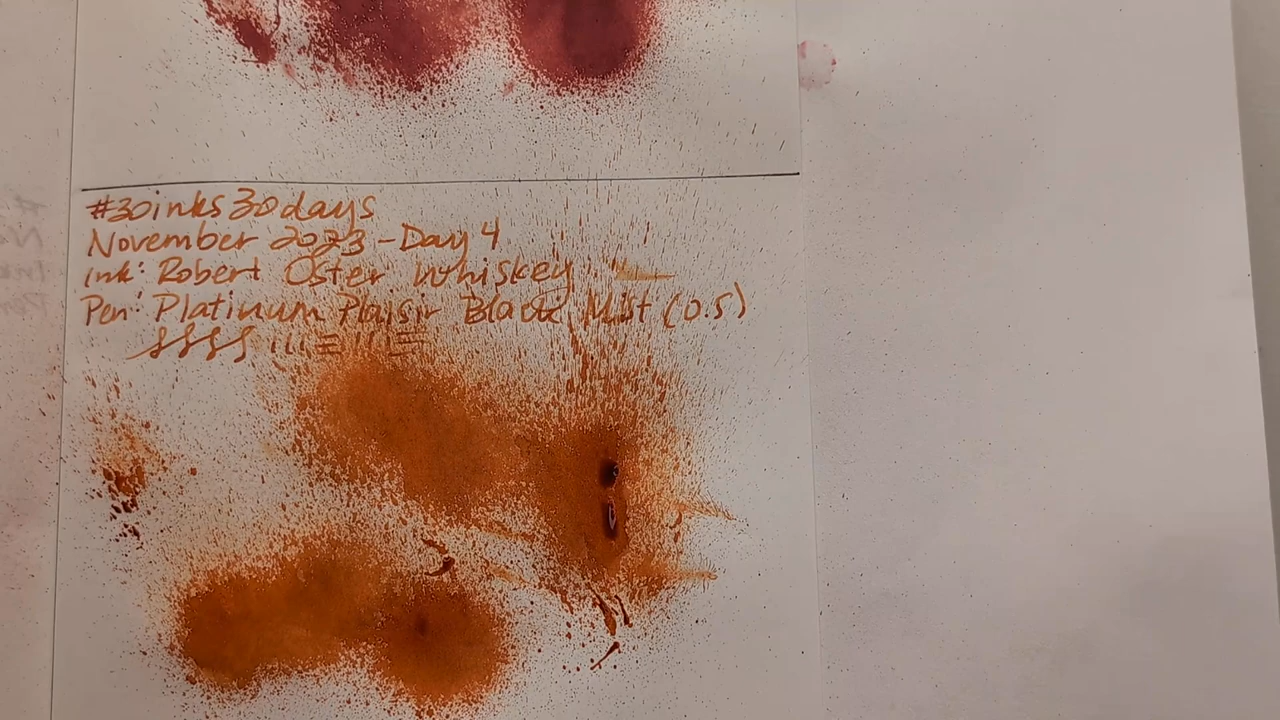 #30inks30days
November 2023 - Day 4
Ink: Robert Oster Whiskey
Pen: Platinum Plaisir Black Mist (0.5)